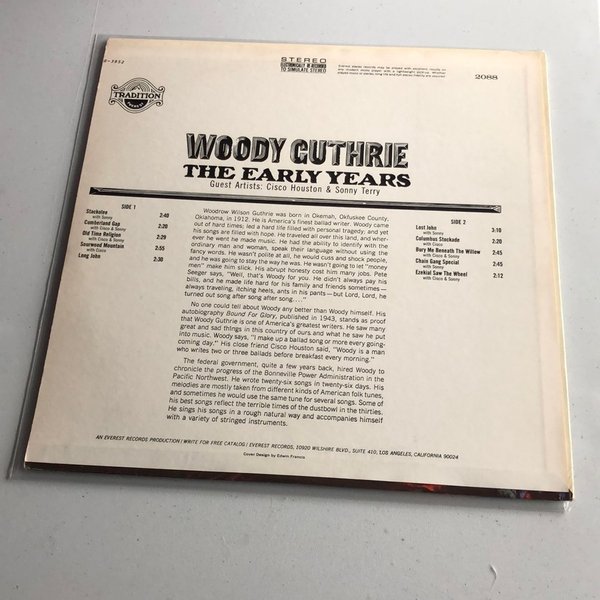 R-3852
TRADITION
RECORDS
STEREO
ELECTRONICALLY RE-RECORDED
TO SIMULATE STEREO
2088
WOODY GUTHRIE
THE EARLY YEARS
Guest Artists: Cisco Houston & Sonny Terry
SIDE 1
Stackolee 2:40
with Sonny
Cumberland Gap 2:20
with Cisco & Sonny
Old Time Religion 2:29
with Cisco & Sonny
Sourwood Mountain 2:55
with Cisco
Long John 2:30
Woodrow Wilson Guthrie was born in Okemah, Okfuskee County,
Oklahoma, in 1912. He is America's finest ballad writer. Woody came
out of hard times; led a hard life filled with personal tragedy; and yet
his songs are filled with hope. He traveled all over this land, and wher-
ever he went he made music. He had the ability to identify with the
ordinary man and woman, speak their language without using the
fancy words. He wasn't polite at all, he would cuss and shock people,
and he was going to stay the way he was. He wasn't going to let "money
men" make him slick. His abrupt honesty cost him many jobs. Pete
Seeger says, "Well, that's Woody for you. He didn't always pay his
bills, and he made life hard for his family and friends sometimes—
always traveling, itching heels, ants in his pants—but Lord, Lord, he
turned out song after song after song...."
No one could tell about Woody any better than Woody himself. His
autobiography Bound For Glory, published in 1943, stands as proof
that Woody Guthrie is one of America's greatest writers. He saw many
great and sad things in this country of ours and what he saw he put
into music. Woody says, "I make up a ballad song or more every going-
coming day." His close friend Cisco Houston said, "Woody is a man
who writes two or three ballads before breakfast every morning."
The federal government, quite a few years back, hired Woody to
chronicle the progress of the Bonneville Power Administration in the
Pacific Northwest. He wrote twenty-six songs in twenty-six days. His
melodies are mostly taken from different kinds of American folk tunes,
and sometimes he would use the same tune for several songs. Some of
his best songs reflect the terrible times of the dustbowl in the thirties.
He sings his songs in a rough natural way and accompanies himself
with a variety of stringed instruments.
SIDE 2
Lost John 3:10
with Sonny
Columbus Stockade 2:20
with Cisco
Bury Me Beneath The Willow 2:45
with Cisco & Sonny
Chain Gang Special 2:45
with Cisco & Sonny
Ezekial Saw The Wheel 2:12
with Cisco & Sonny
AN EVEREST RECORDS PRODUCTION / WRITE FOR FREE CATALOG / EVEREST RECORDS, 10920 WILSHIRE BLVD., SUITE 410, LOS ANGELES, CALIFORNIA 90024
Cover Design by Edwin Francis